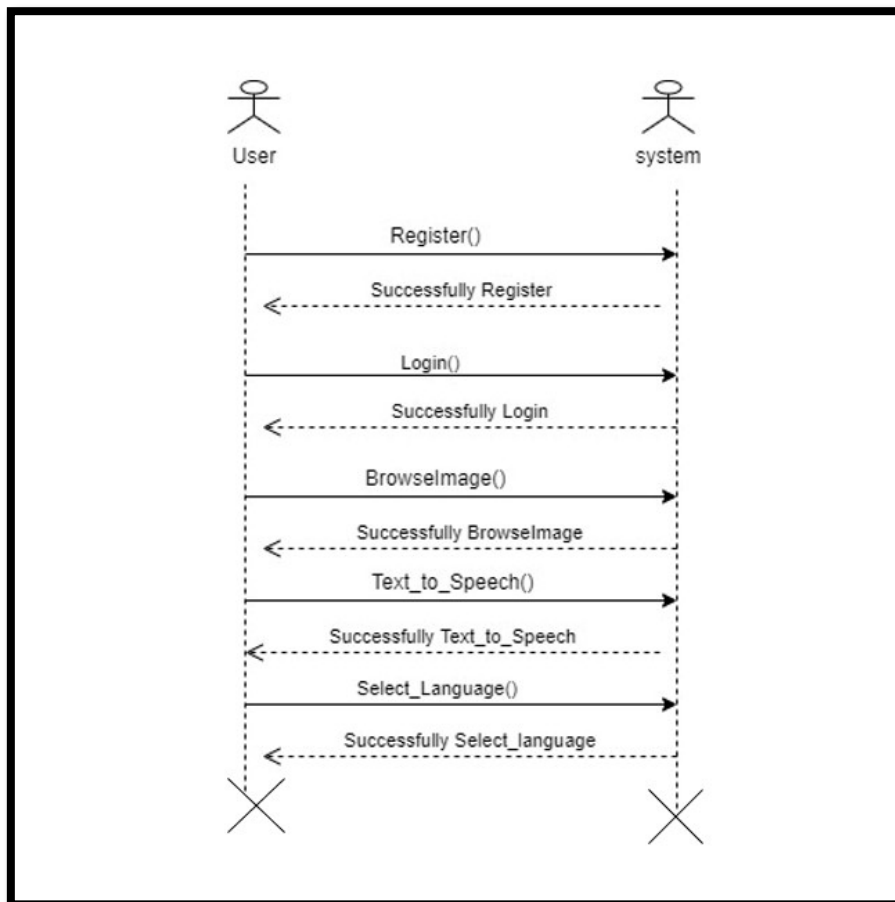 User
system
Register()
Successfully Register
Login()
Successfully Login
BrowseImage()
Successfully BrowseImage
Text_to_Speech()
Successfully Text_to_Speech
Select_Language()
Successfully Select_language